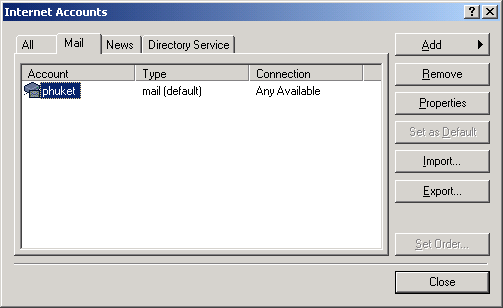 Internet Accounts
All Mail News Directory Service
Account Type Connection
phuket mail (default) Any Available
Add
Remove
Properties
Set as Default
Import...
Export...
Set Order...
Close